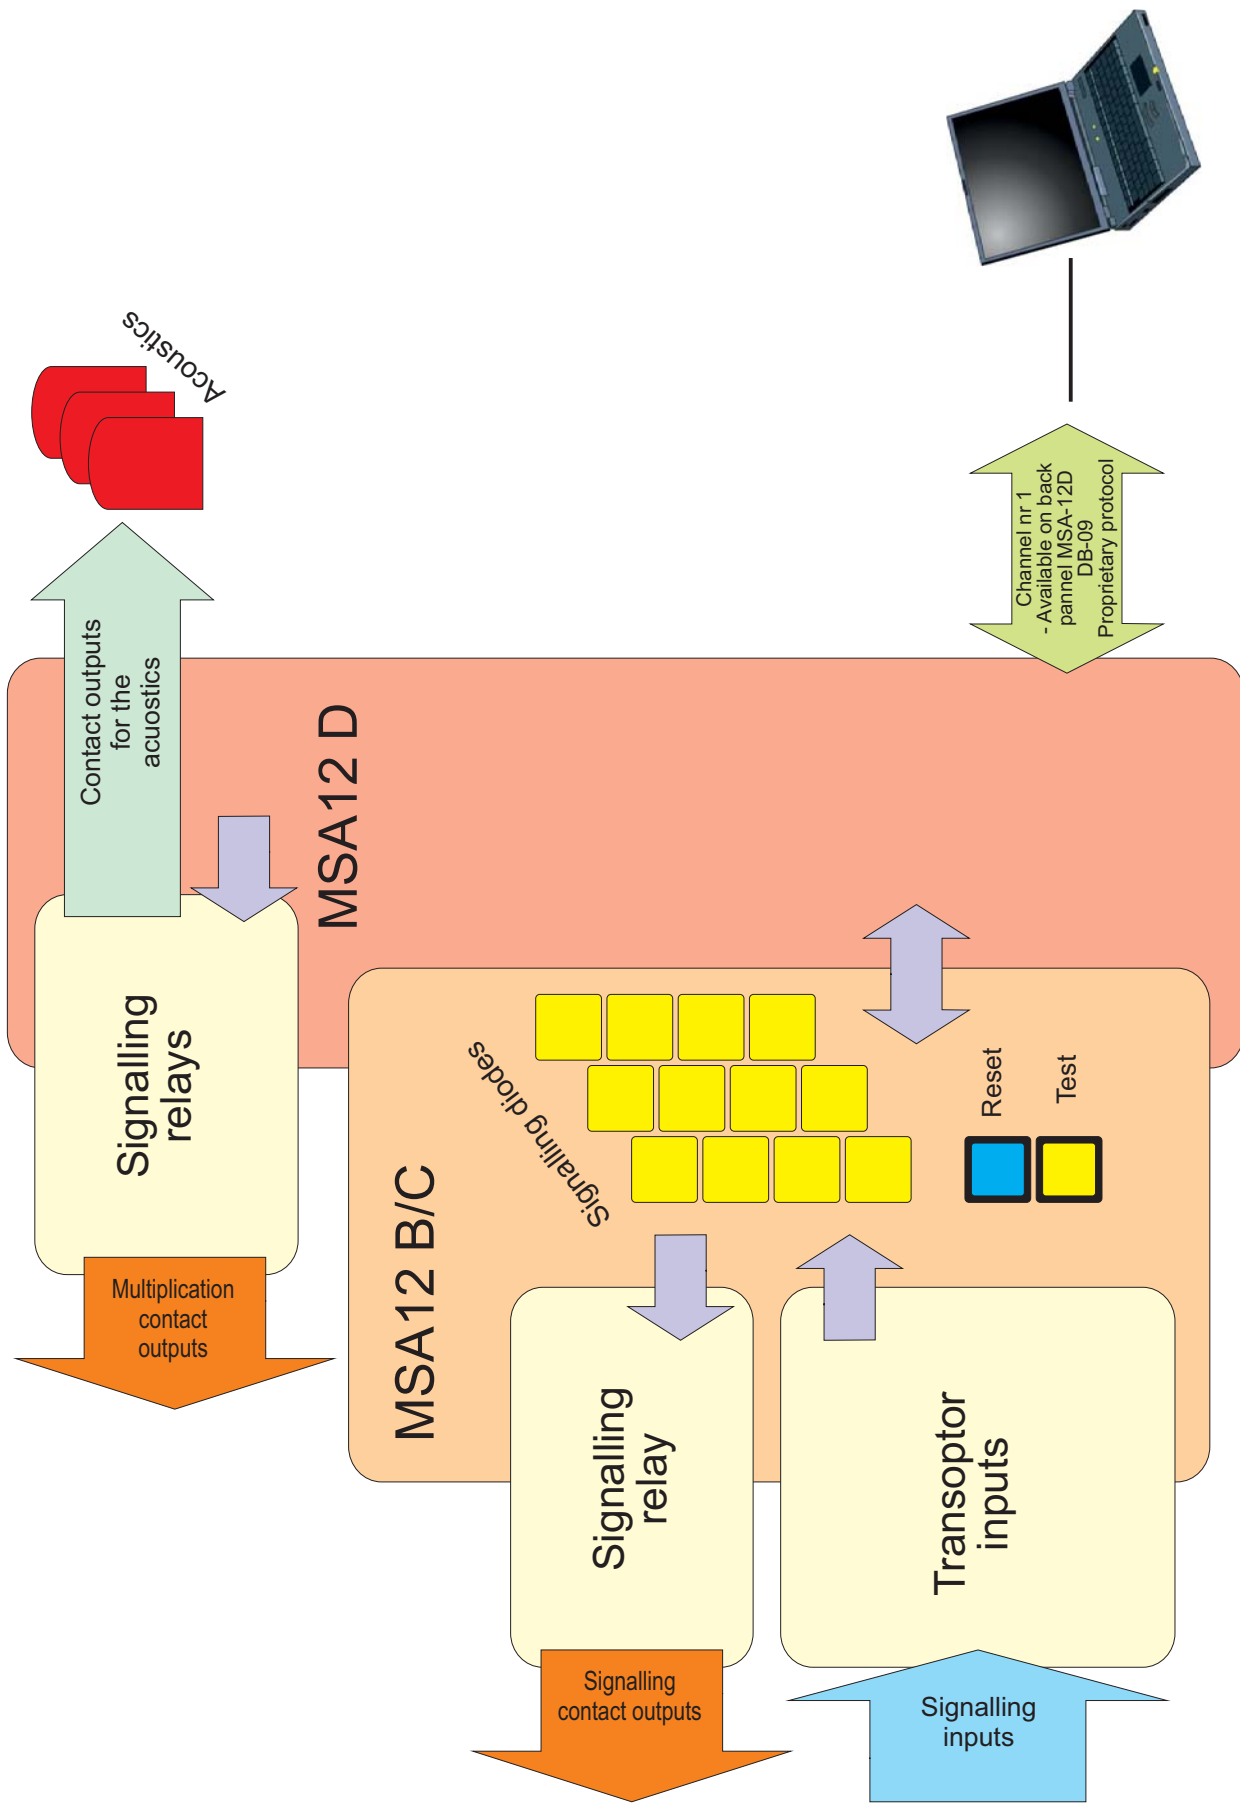 Acoustics
Contact outputs
for the
acuostics
Channel nr 1
- Available on back
pannel MSA-12D
DB-09
Proprietary protocol
MSA12 D
Signalling
relays
Multiplication
contact
outputs
MSA12 B/C
Signalling diodes
Reset
Test
Signalling
relay
Transoptor
inputs
Signalling
contact outputs
Signalling
inputs